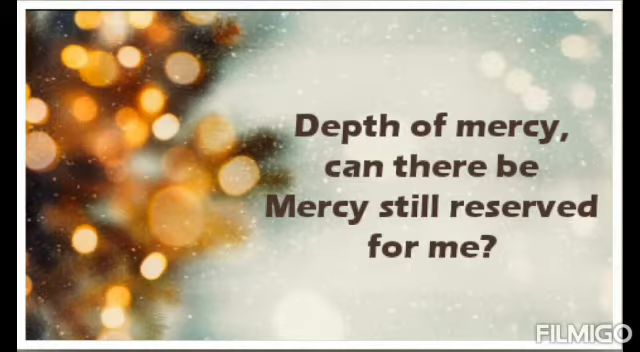 Depth of mercy,
can there be
Mercy still reserved
for me?
FILMIGO